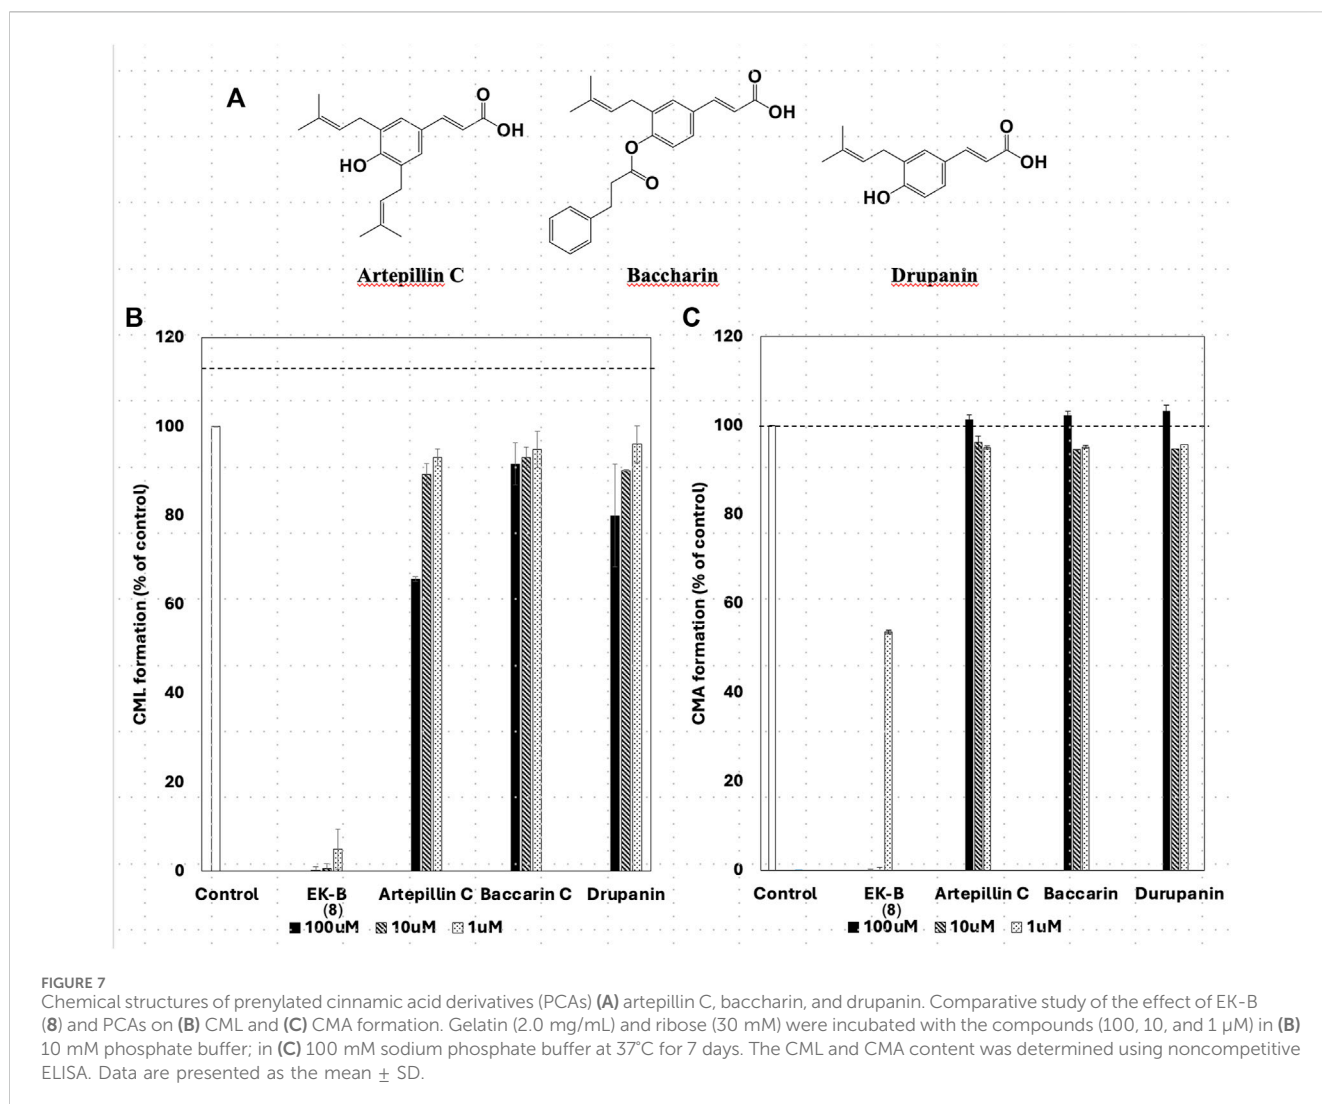 A
O
OH
HO
Artepillin C
O
OH
O
O
Baccharin
O
OH
HO
Drupanin
B
120
100
80
60
40
20
0
CML formation (% of control)
Control
EK-B
(8)
Artepillin C
Baccarin C
Drupanin
100uM
10uM
1uM
C
120
100
80
60
40
20
0
CMA formation (% of control)
Control
EK-B
(8)
Artepillin C
Baccarin
Durupanin
100uM
10uM
1uM
FIGURE 7
Chemical structures of prenylated cinnamic acid derivatives (PCAs) (A) artepillin C, baccharin, and drupanin. Comparative study of the effect of EK-B
(8) and PCAs on (B) CML and (C) CMA formation. Gelatin (2.0 mg/mL) and ribose (30 mM) were incubated with the compounds (100, 10, and 1 µM) in (B)
10 mM phosphate buffer; in (C) 100 mM sodium phosphate buffer at 37°C for 7 days. The CML and CMA content was determined using noncompetitive
ELISA. Data are presented as the mean ± SD.